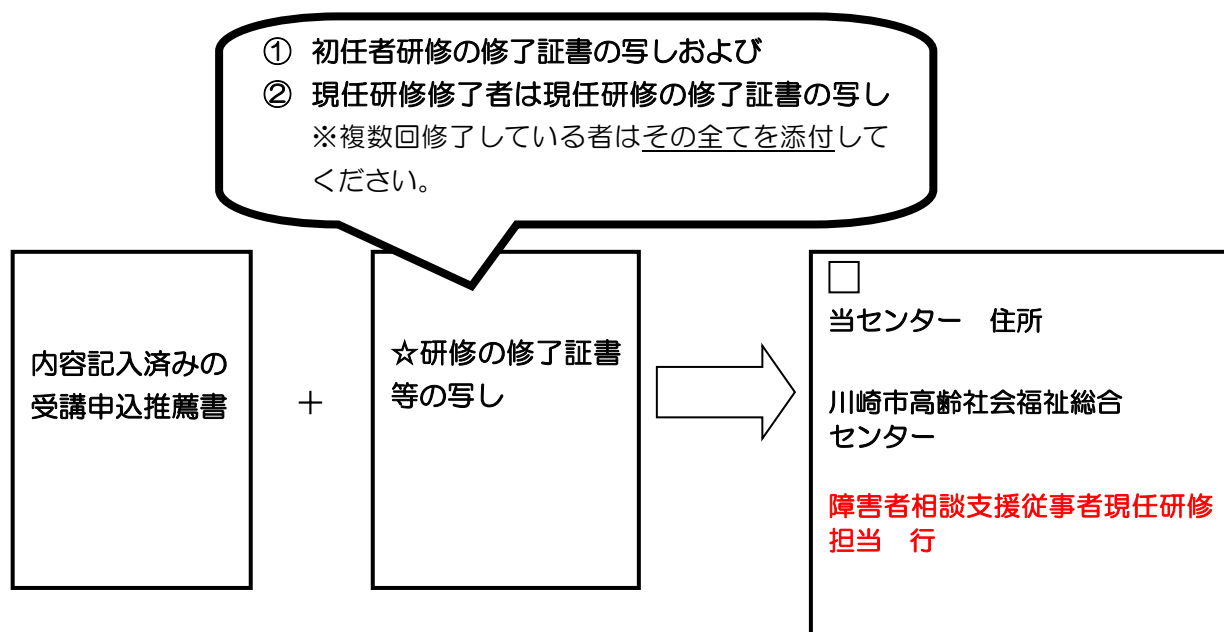 ① 初任者研修の修了証書の写しおよび
② 現任研修修了者は現任研修の修了証書の写し
※複数回修了している者はその全てを添付して
ください。
内容記入済みの
受講申込推薦書
＋
☆研修の修了証書
等の写し
当センター　住所
川崎市高齢社会福祉総合
センター
障害者相談支援従事者現任研修
担当　行